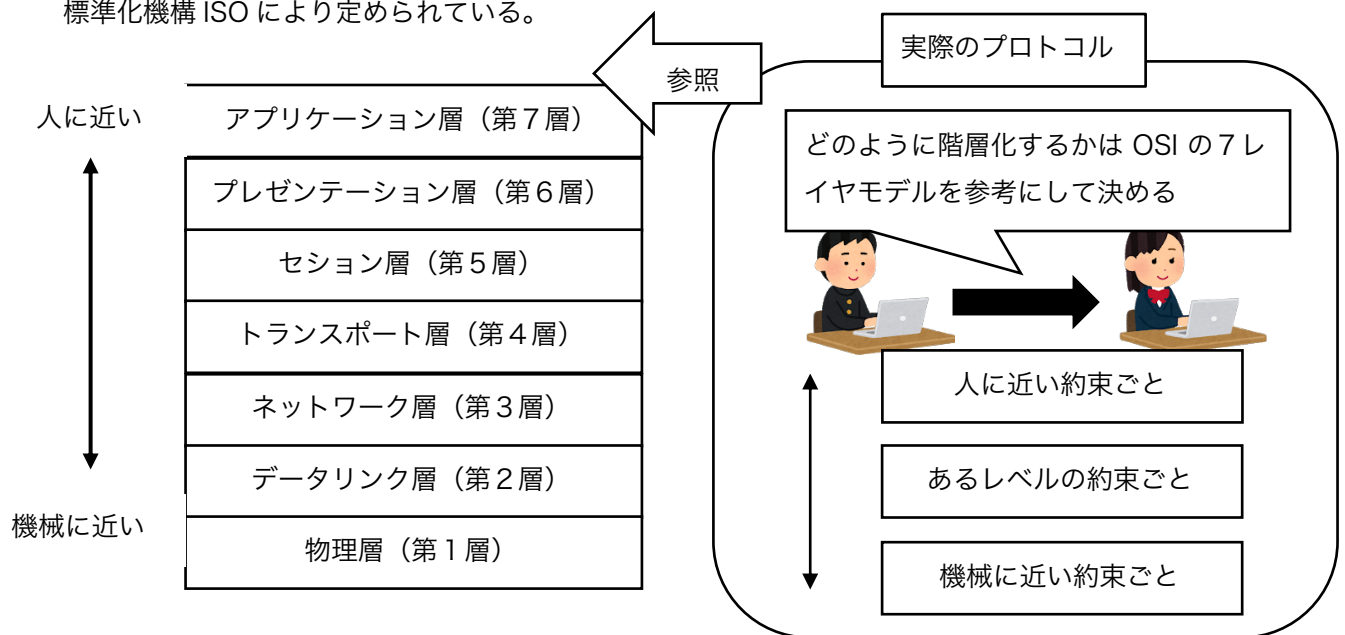 標準化機構 ISO により定められている。
人に近い
機械に近い
アプリケーション層（第７層）
プレゼンテーション層（第６層）
セション層（第５層）
トランスポート層（第４層）
ネットワーク層（第３層）
データリンク層（第２層）
物理層（第１層）
参照
実際のプロトコル
どのように階層化するかは OSI の７レ
イヤモデルを参考にして決める
人に近い約束ごと
あるレベルの約束ごと
機械に近い約束ごと